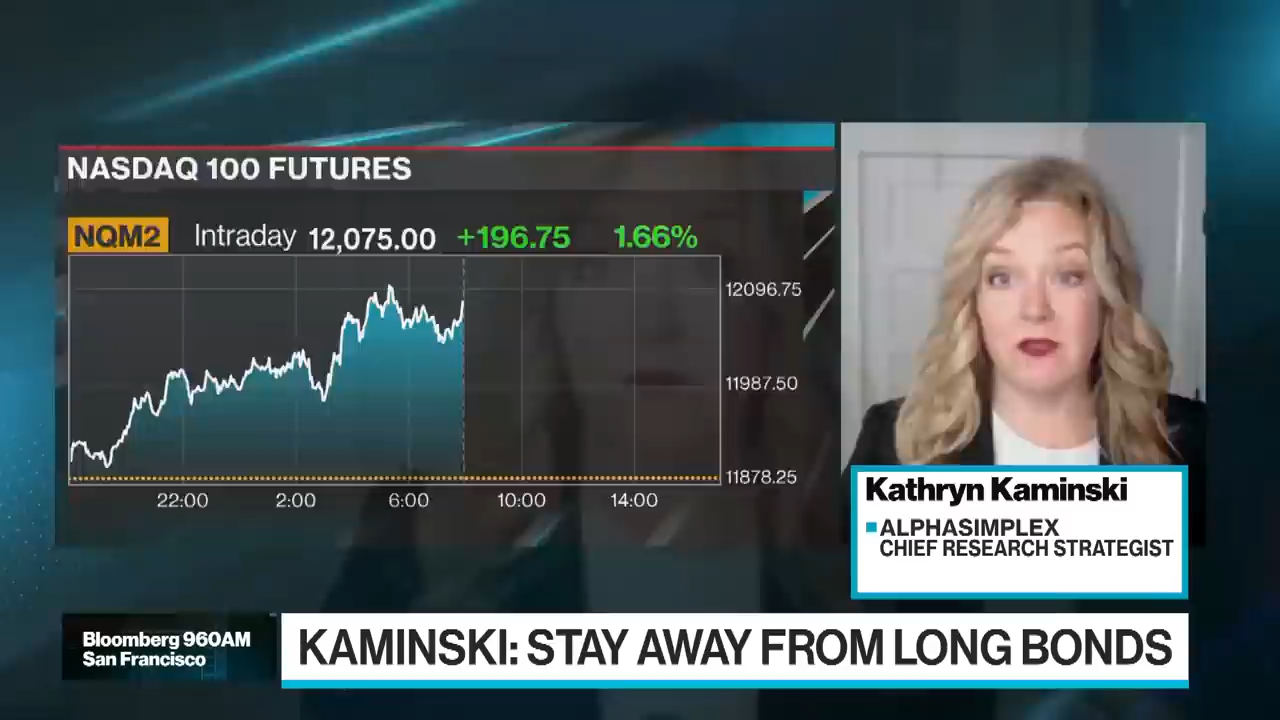 NASDAQ 100 FUTURES
NQM2 Intraday 12,075.00 +196.75 1.66%
12096.75
11987.50
11878.25
22:00 2:00 6:00 10:00 14:00
Kathryn Kaminski
ALPHASIMPLEX
CHIEF RESEARCH STRATEGIST
Bloomberg 960AM
San Francisco
KAMINSKI: STAY AWAY FROM LONG BONDS